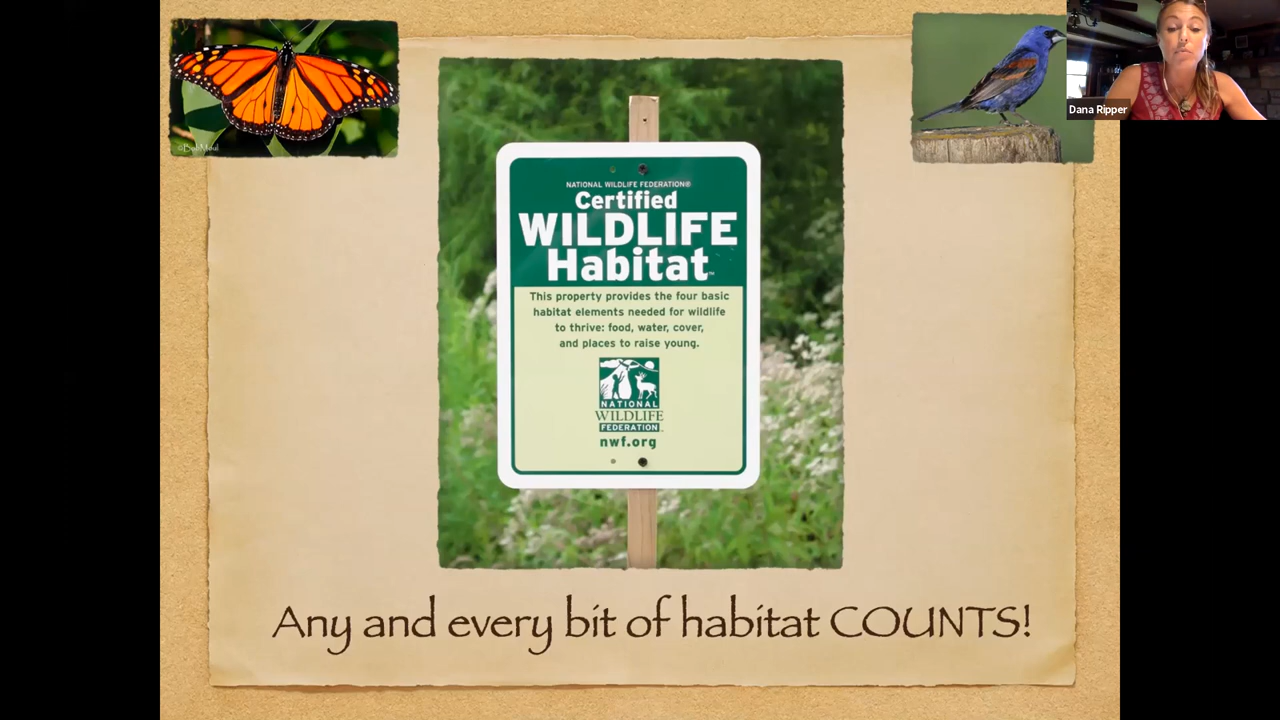 ©BobMoul
Dana Ripper
NATIONAL WILDLIFE FEDERATION®
Certified
WILDLIFE
Habitat™
This property provides the four basic
habitat elements needed for wildlife
to thrive: food, water, cover,
and places to raise young.
NATIONAL
WILDLIFE
FEDERATION
nwf.org
Any and every bit of habitat COUNTS!